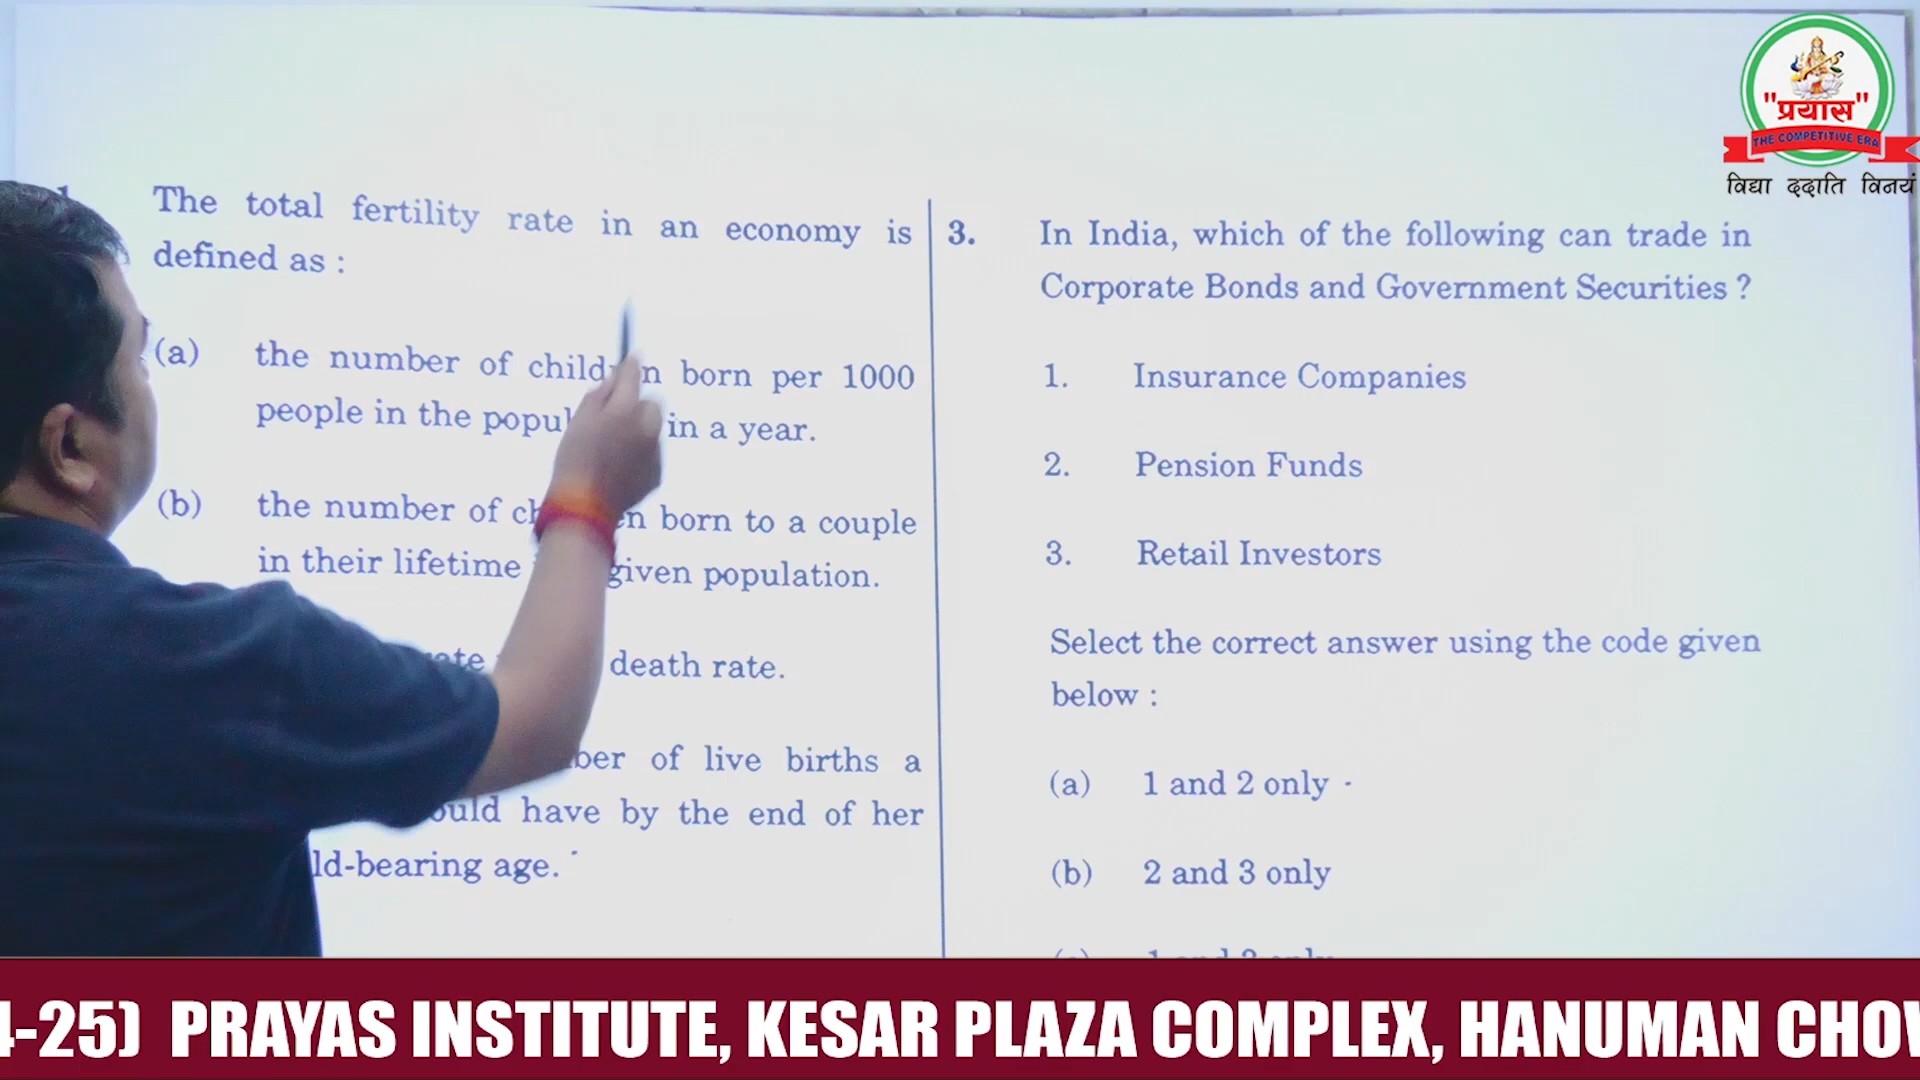 The total fertility rate in an economy is
defined as :
(a) the number of children born per 1000
people in the in a year.
(b) the number of born to a couple
in their lifetime given population.
death rate.
of live births a
have by the end of her
ld-bearing age.
3. In India, which of the following can trade in
Corporate Bonds and Government Securities ?
1. Insurance Companies
2. Pension Funds
3. Retail Investors
Select the correct answer using the code given
below :
(a) 1 and 2 only
(b) 2 and 3 only
"प्रयास"
THE COMPETITIVE ERA
विद्या ददाति विनयं
4-25) PRAYAS INSTITUTE, KESAR PLAZA COMPLEX, HANUMAN CHOW